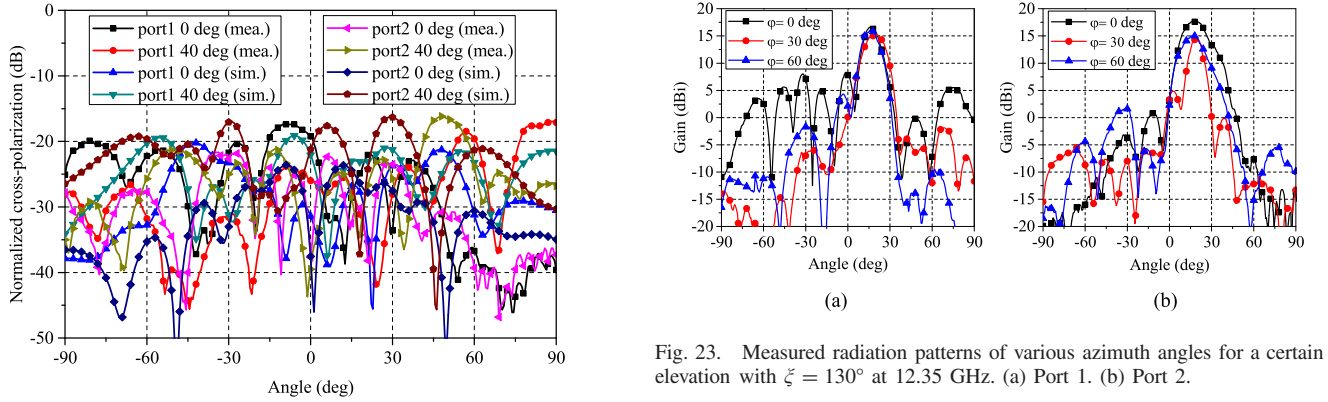 Normalized cross-polarization (dB)
0
-10
-20
-30
-40
-50
port1 0 deg (mea.)
port1 40 deg (mea.)
port1 0 deg (sim.)
port1 40 deg (sim.)
port2 0 deg (mea.)
port2 40 deg (mea.)
port2 0 deg (sim.)
port2 40 deg (sim.)
-90 -60 -30 0 30 60 90
Angle (deg)
Gain (dBi)
20
15
10
5
0
-5
-10
-15
-20
φ= 0 deg
φ= 30 deg
φ= 60 deg
-90 -60 -30 0 30 60 90
Angle (deg)
(a)
Gain (dBi)
20
15
10
5
0
-5
-10
-15
-20
φ= 0 deg
φ= 30 deg
φ= 60 deg
-90 -60 -30 0 30 60 90
Angle (deg)
(b)
Fig. 23. Measured radiation patterns of various azimuth angles for a certain
elevation with ξ = 130° at 12.35 GHz. (a) Port 1. (b) Port 2.